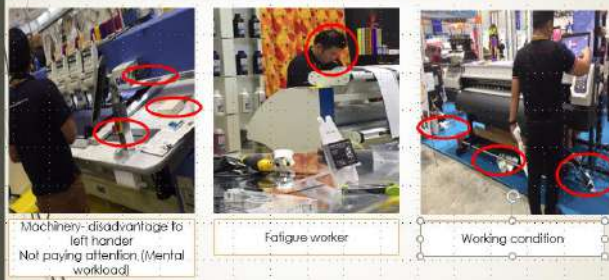 Machinery- disadvantage to
left hander
Not paying attention (Mental
workload)
Fatigue worker
Working condition